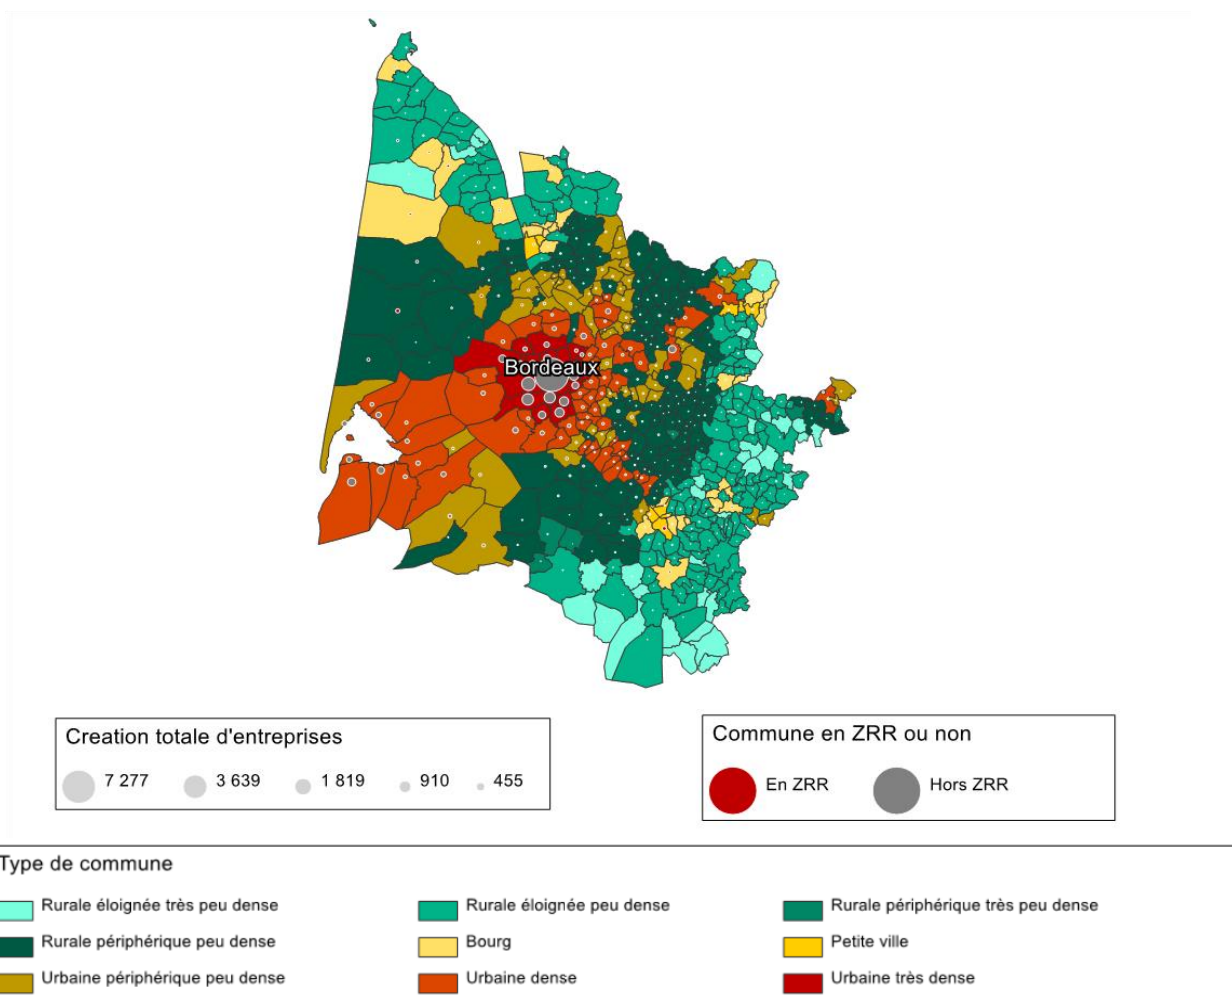 Bordeaux
Creation totale d'entreprises
7 277 3 639 1 819 910 455
Commune en ZRR ou non
En ZRR Hors ZRR
Type de commune
Rurale éloignée très peu dense Rurale éloignée peu dense Rurale périphérique très peu dense
Rurale périphérique peu dense Bourg Petite ville
Urbaine périphérique peu dense Urbaine dense Urbaine très dense